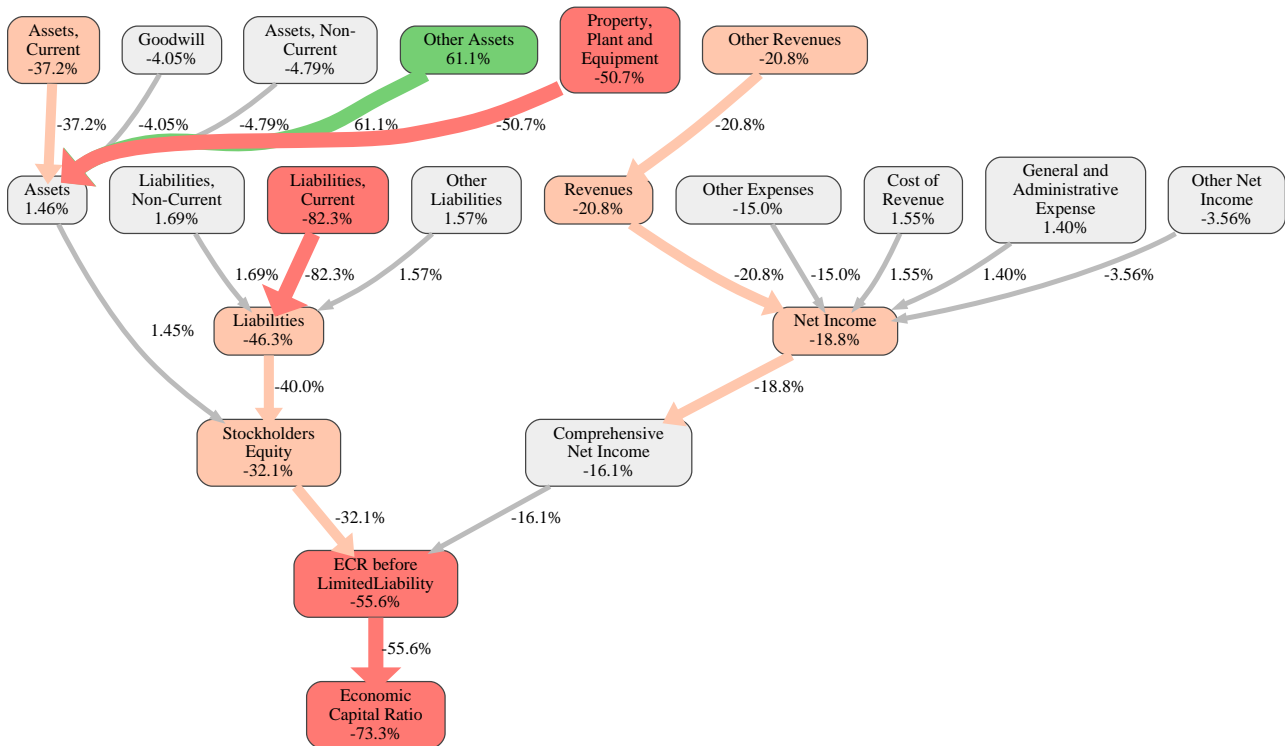 Assets,
Current
-37.2%
Goodwill
-4.05%
Assets, Non-
Current
-4.79%
Other Assets
61.1%
Property,
Plant and
Equipment
-50.7%
Other Revenues
-20.8%
-37.2%
-4.05%
-4.79%
61.1%
-50.7%
-20.8%
Assets
1.46%
Liabilities,
Non-Current
1.69%
Liabilities,
Current
-82.3%
Other
Liabilities
1.57%
Revenues
-20.8%
Other Expenses
-15.0%
Cost of
Revenue
1.55%
General and
Administrative
Expense
1.40%
Other Net
Income
-3.56%
1.69%
-82.3%
1.57%
-20.8%
-15.0%
1.55%
1.40%
-3.56%
1.45%
Liabilities
-46.3%
Net Income
-18.8%
-40.0%
-18.8%
Stockholders
Equity
-32.1%
Comprehensive
Net Income
-16.1%
-32.1%
-16.1%
ECR before
LimitedLiability
-55.6%
-55.6%
Economic
Capital Ratio
-73.3%